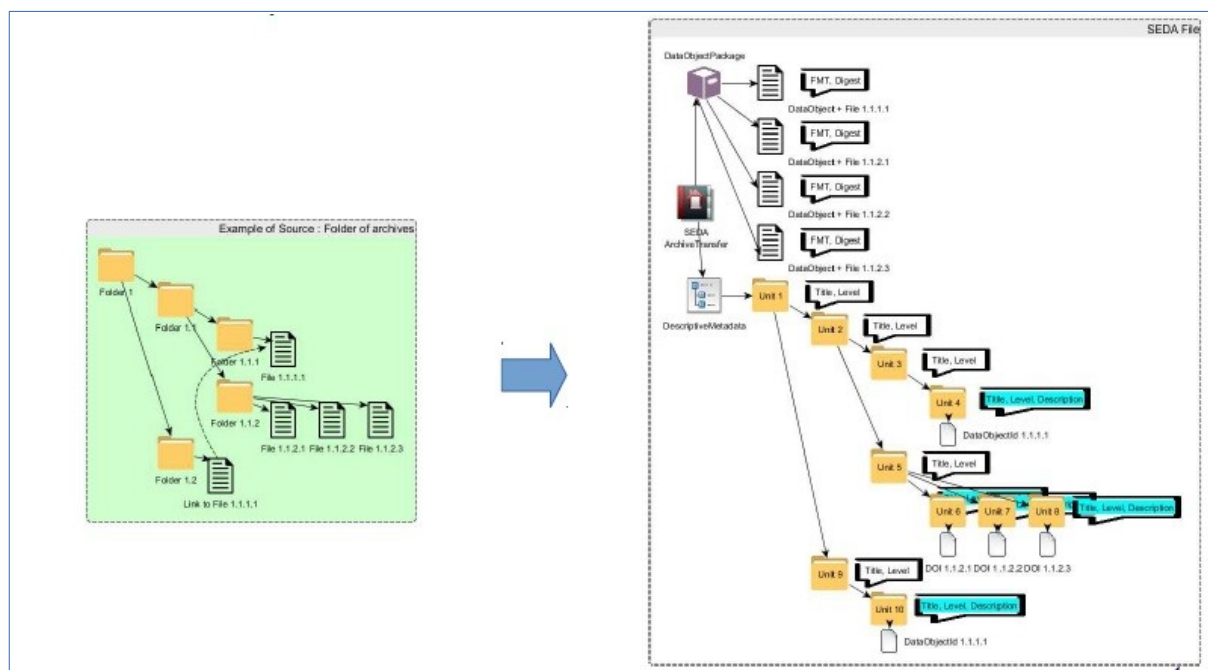 SEDA File
DataObjectPackage
FMT, Digest
DataObject + File 1.1.1.1
FMT, Digest
DataObject + File 1.1.2.1
FMT, Digest
DataObject + File 1.1.2.2
SEDA
ArchiveTransfer
FMT, Digest
DataObject + File 1.1.2.3
DescriptiveMetadata
Unit 1
Title, Level
Unit 2
Title, Level
Unit 3
Title, Level
Unit 4
Title, Level, Description
DataObjectId 1.1.1.1
Unit 5
Title, Level
Unit 6
Unit 7
Unit 8
Title, Level, Description
DOI 1.1.2.1
DOI 1.1.2.2
DOI 1.1.2.3
Unit 9
Title, Level
Unit 10
Title, Level, Description
DataObjectId 1.1.1.1
Example of Source : Folder of archives
Folder 1
Folder 1.1
Folder 1.1.1
File 1.1.1.1
Folder 1.1.2
File 1.1.2.1
File 1.1.2.2
File 1.1.2.3
Folder 1.2
Link to File 1.1.1.1